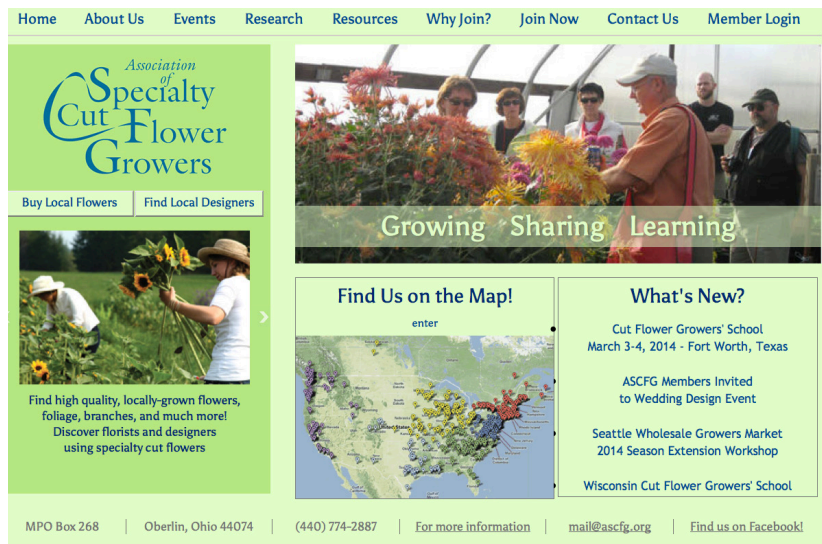 Home About Us Events Research Resources Why Join? Join Now Contact Us Member Login
Association
of
Specialty
Cut Flower
Growers
Buy Local Flowers Find Local Designers
Find high quality, locally-grown flowers,
foliage, branches, and much more!
Discover florists and designers
using specialty cut flowers
Growing Sharing Learning
Find Us on the Map!
enter
United States
What's New?
Cut Flower Growers' School
March 3-4, 2014 - Fort Worth, Texas
ASCFG Members Invited
to Wedding Design Event
Seattle Wholesale Growers Market
2014 Season Extension Workshop
Wisconsin Cut Flower Growers' School
MPO Box 268 Oberlin, Ohio 44074 (440) 774-2887 For more information mail@ascfg.org Find us on Facebook!